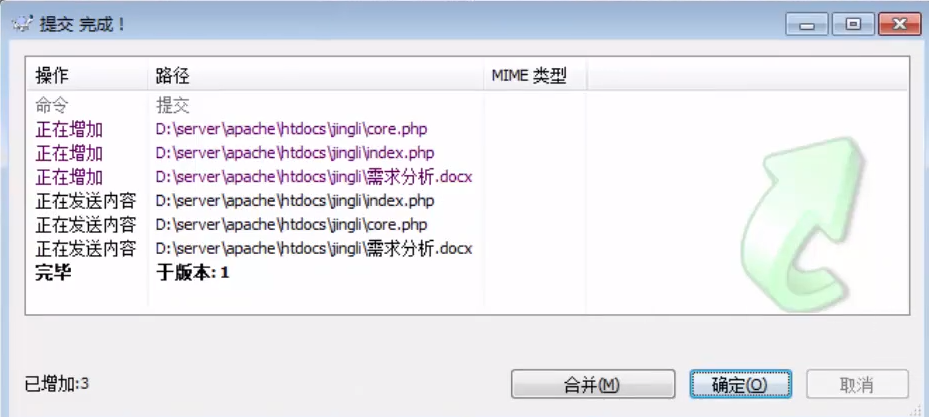 提交 完成！
操作 路径 MIME 类型
命令 提交
正在增加 D:\server\apache\htdocs\jingli\core.php
正在增加 D:\server\apache\htdocs\jingli\index.php
正在增加 D:\server\apache\htdocs\jingli\需求分析.docx
正在发送内容 D:\server\apache\htdocs\jingli\index.php
正在发送内容 D:\server\apache\htdocs\jingli\core.php
正在发送内容 D:\server\apache\htdocs\jingli\需求分析.docx
完毕 于版本: 1
已增加:3 合并(M) 确定(O) 取消